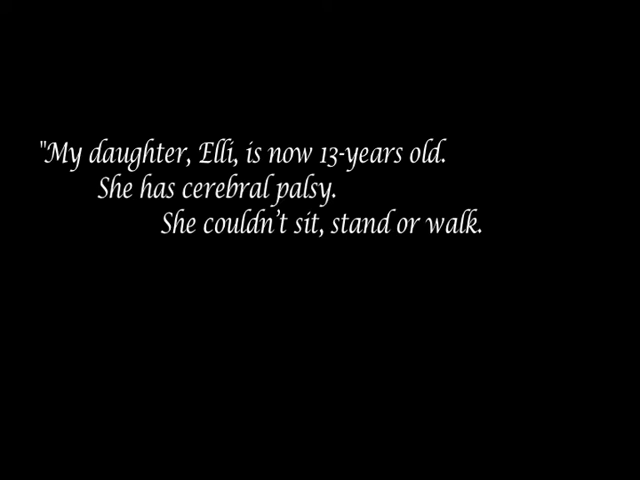 "My daughter, Elli, is now 13-years old.
She has cerebral palsy.
She couldn't sit, stand or walk.